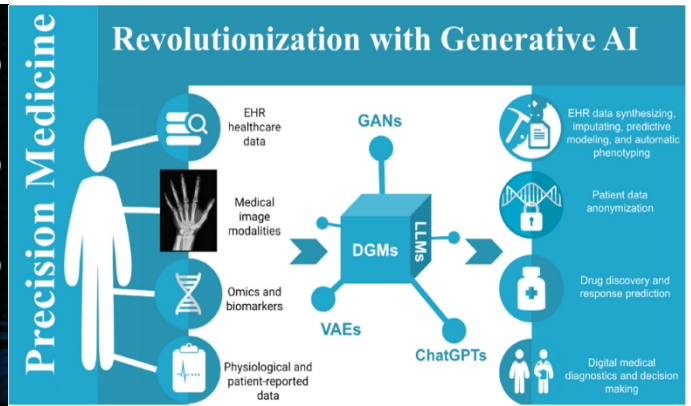 Precision Medicine
Revolutionization with Generative AI
EHR
healthcare
data
Medical
image
modalities
Omics and
biomarkers
Physiological and
patient-reported
data
GANs
DGMs
LLMs
VAEs
ChatGPTs
EHR data synthesizing,
imputating, predictive
modeling, and automatic
phenotyping
Patient data
anonymization
Drug discovery and
response prediction
Digital medical
diagnostics and decision
making